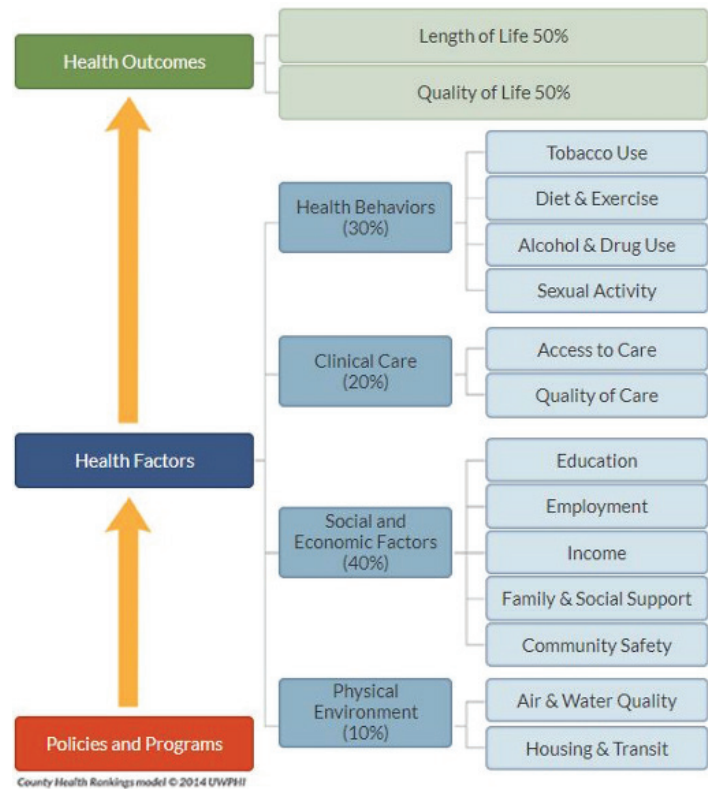 Health Outcomes
Length of Life 50%
Quality of Life 50%
Health Behaviors
(30%)
Tobacco Use
Diet & Exercise
Alcohol & Drug Use
Sexual Activity
Clinical Care
(20%)
Access to Care
Quality of Care
Health Factors
Social and
Economic Factors
(40%)
Education
Employment
Income
Family & Social Support
Community Safety
Physical
Environment
(10%)
Air & Water Quality
Housing & Transit
Policies and Programs
County Health Rankings model © 2014 UWPHI